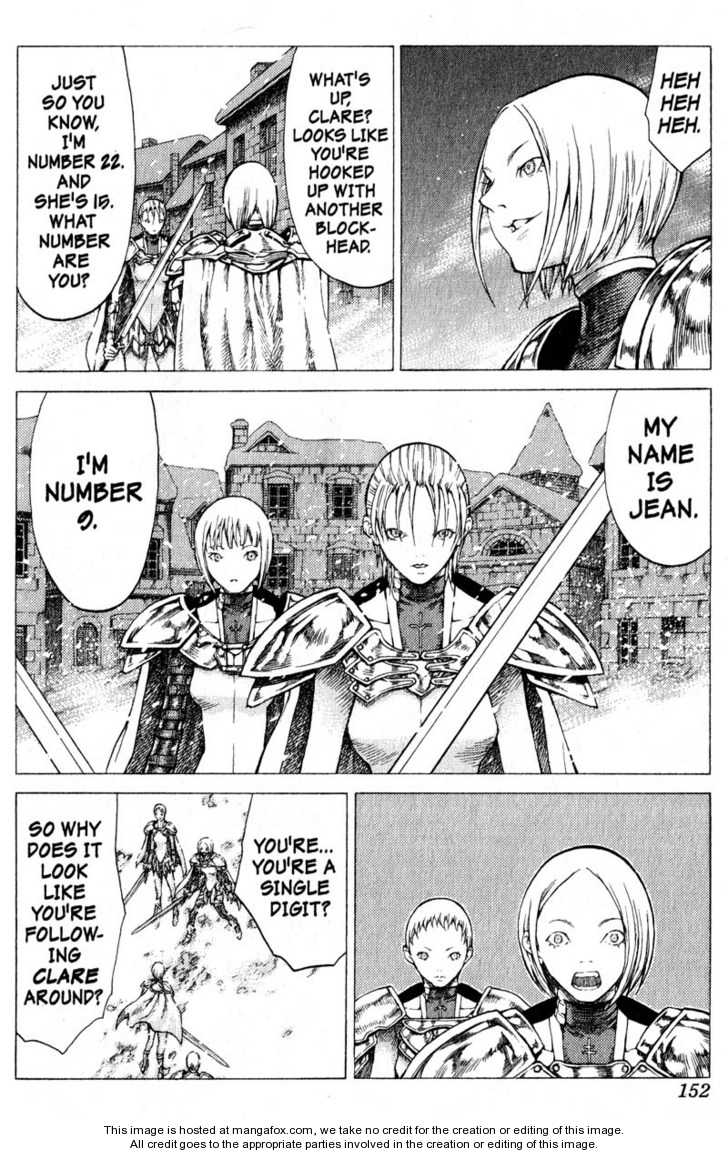 HEH
HEH
HEH.
WHAT'S
UP,
CLARE?
LOOKS LIKE
YOU'RE
HOOKED
UP WITH
ANOTHER
BLOCK-
HEAD.
JUST
SO YOU
KNOW,
I'M
NUMBER 22.
AND
SHE'S 15.
WHAT
NUMBER
ARE
YOU?
MY
NAME
IS
JEAN.
I'M
NUMBER
9.
YOU'RE...
YOU'RE A
SINGLE
DIGIT?
SO WHY
DOES IT
LOOK
LIKE
YOU'RE
FOLLOW-
ING
CLARE
AROUND?
152
This image is hosted at mangafox.com, we take no credit for the creation or editing of this image.
All credit goes to the appropriate parties involved in the creation or editing of this image.